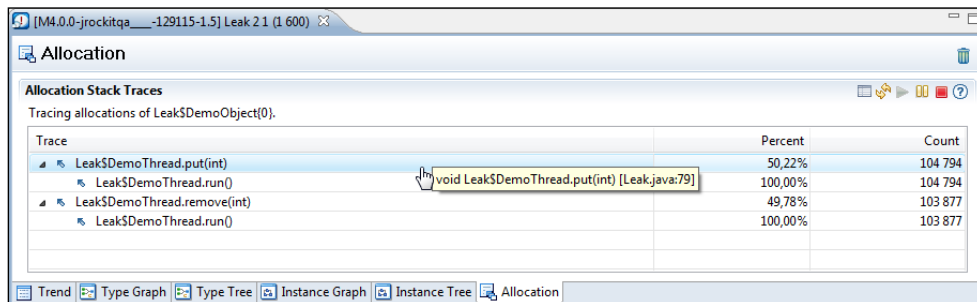 [M4.0.0-jrockitqa___-129115-1.5] Leak 2 1 (1 600)
Allocation
Allocation Stack Traces
Tracing allocations of Leak$DemoObject{0}.
Trace Percent Count
Leak$DemoThread.put(int) 50,22% 104 794
void Leak$DemoThread.put(int) [Leak.java:79]
Leak$DemoThread.run() 100,00% 104 794
Leak$DemoThread.remove(int) 49,78% 103 877
Leak$DemoThread.run() 100,00% 103 877
Trend Type Graph Type Tree Instance Graph Instance Tree Allocation